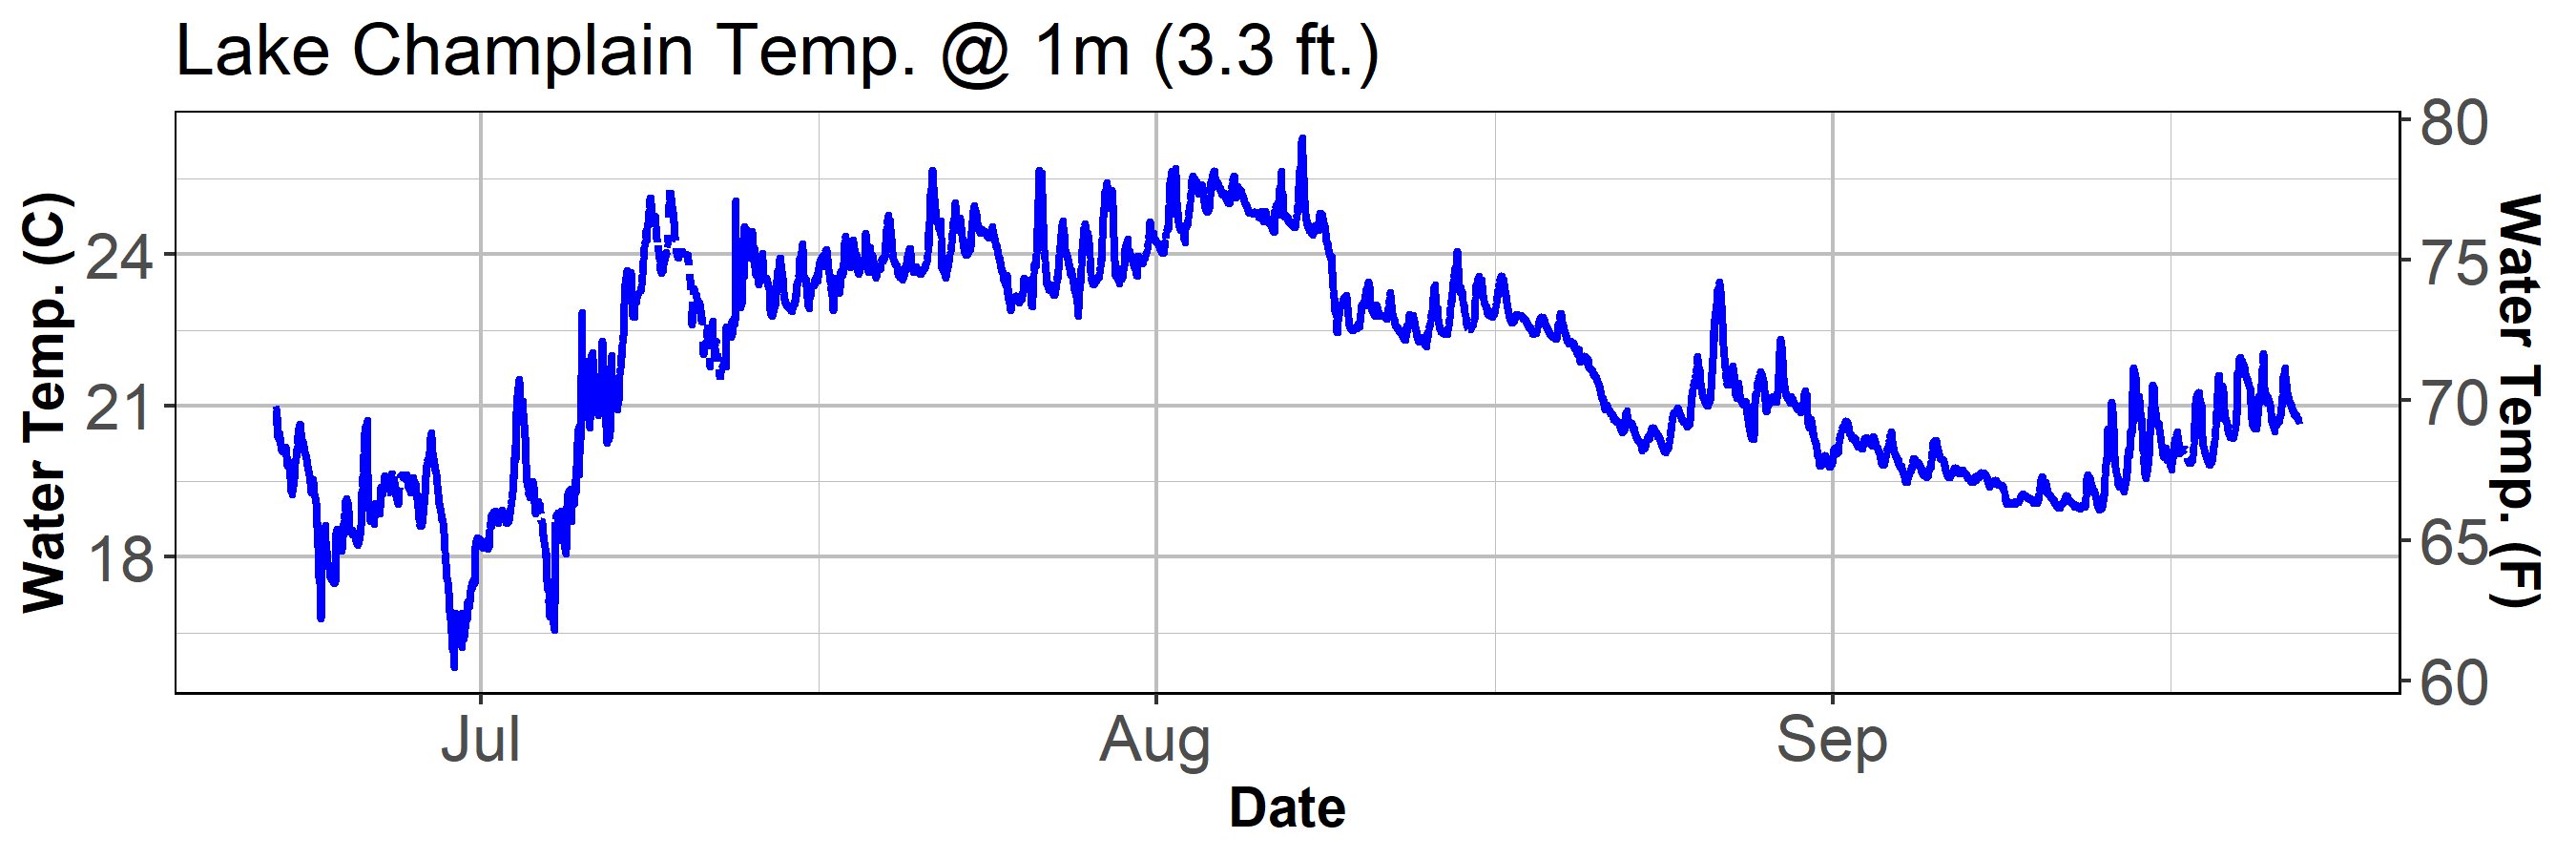 Lake Champlain Temp. @ 1m (3.3 ft.)
Water Temp. (C)
24
21
18
80
75
70
65
60
Water Temp. (F)
Jul
Aug
Sep
Date